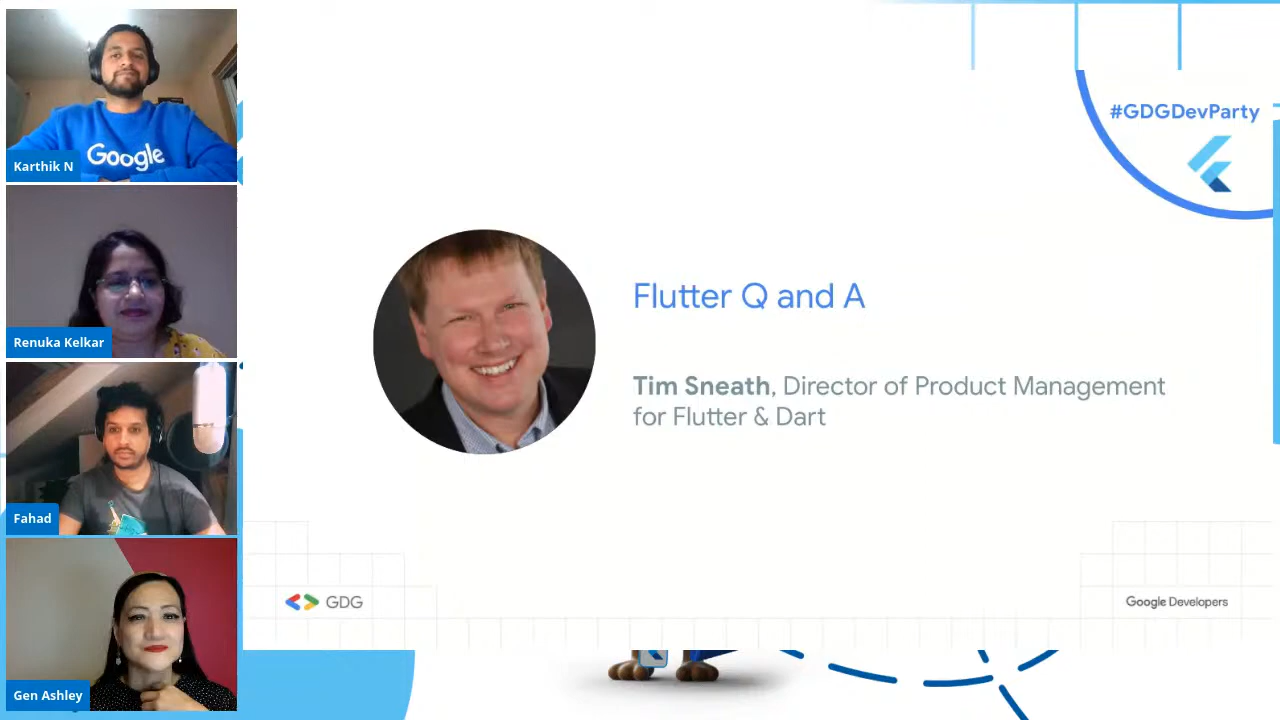 Google
Karthik N
Renuka Kelkar
Fahad
Gen Ashley
#GDGDevParty
Flutter Q and A
Tim Sneath, Director of Product Management
for Flutter & Dart
GDG
Google Developers